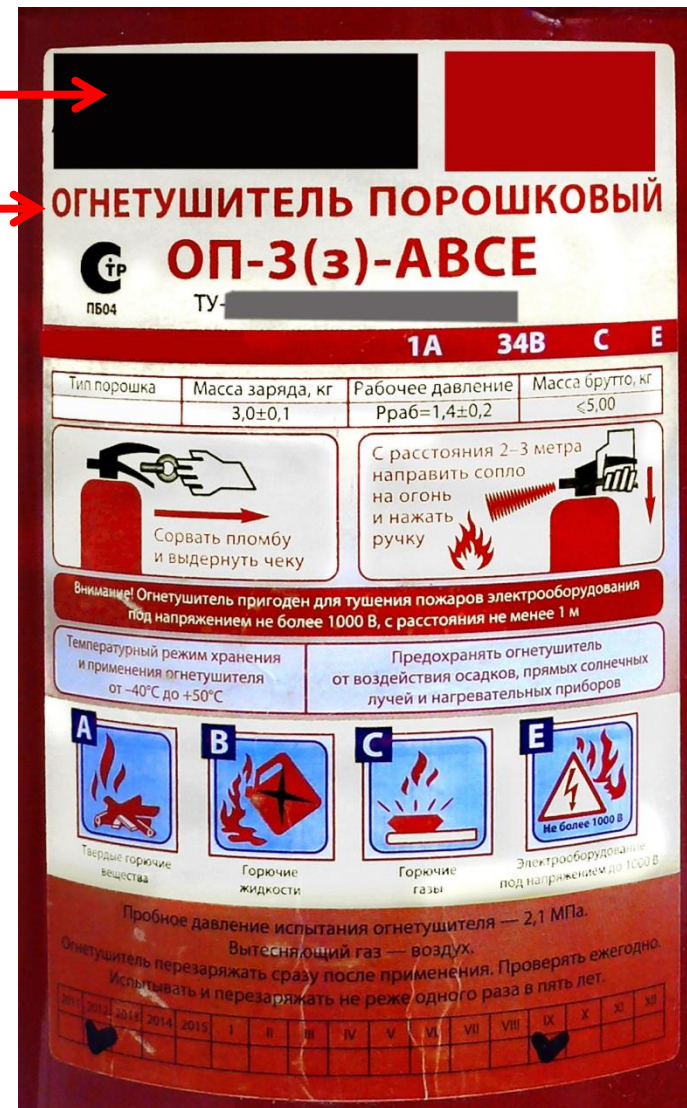 ОГНЕТУШИТЕЛЬ ПОРОШКОВЫЙ
ОП-3(з)-АВСЕ
ТР
ПБ04
ТУ-
1А 34В С Е
Тип порошка Масса заряда, кг Рабочее давление Масса брутто, кг
3,0±0,1 Рраб=1,4±0,2 ⩽5,00
Сорвать пломбу
и выдернуть чеку
С расстояния 2–3 метра
направить сопло
на огонь
и нажать
ручку
Внимание! Огнетушитель пригоден для тушения пожаров электрооборудования
под напряжением не более 1000 В, с расстояния не менее 1 м
Температурный режим хранения
и применения огнетушителя
от –40°С до +50°С
Предохранять огнетушитель
от воздействия осадков, прямых солнечных
лучей и нагревательных приборов
А В С Е
Не более 1000 В
Твердые горючие
вещества
Горючие
жидкости
Горючие
газы
Электрооборудование
под напряжением до 1000 В
Пробное давление испытания огнетушителя — 2,1 МПа.
Вытесняющий газ — воздух.
Огнетушитель перезаряжать сразу после применения. Проверять ежегодно.
Испытывать и перезаряжать не реже одного раза в пять лет.
2011 2012 2013 2014 2015 I II III IV V VI VII VIII IX X XI XII